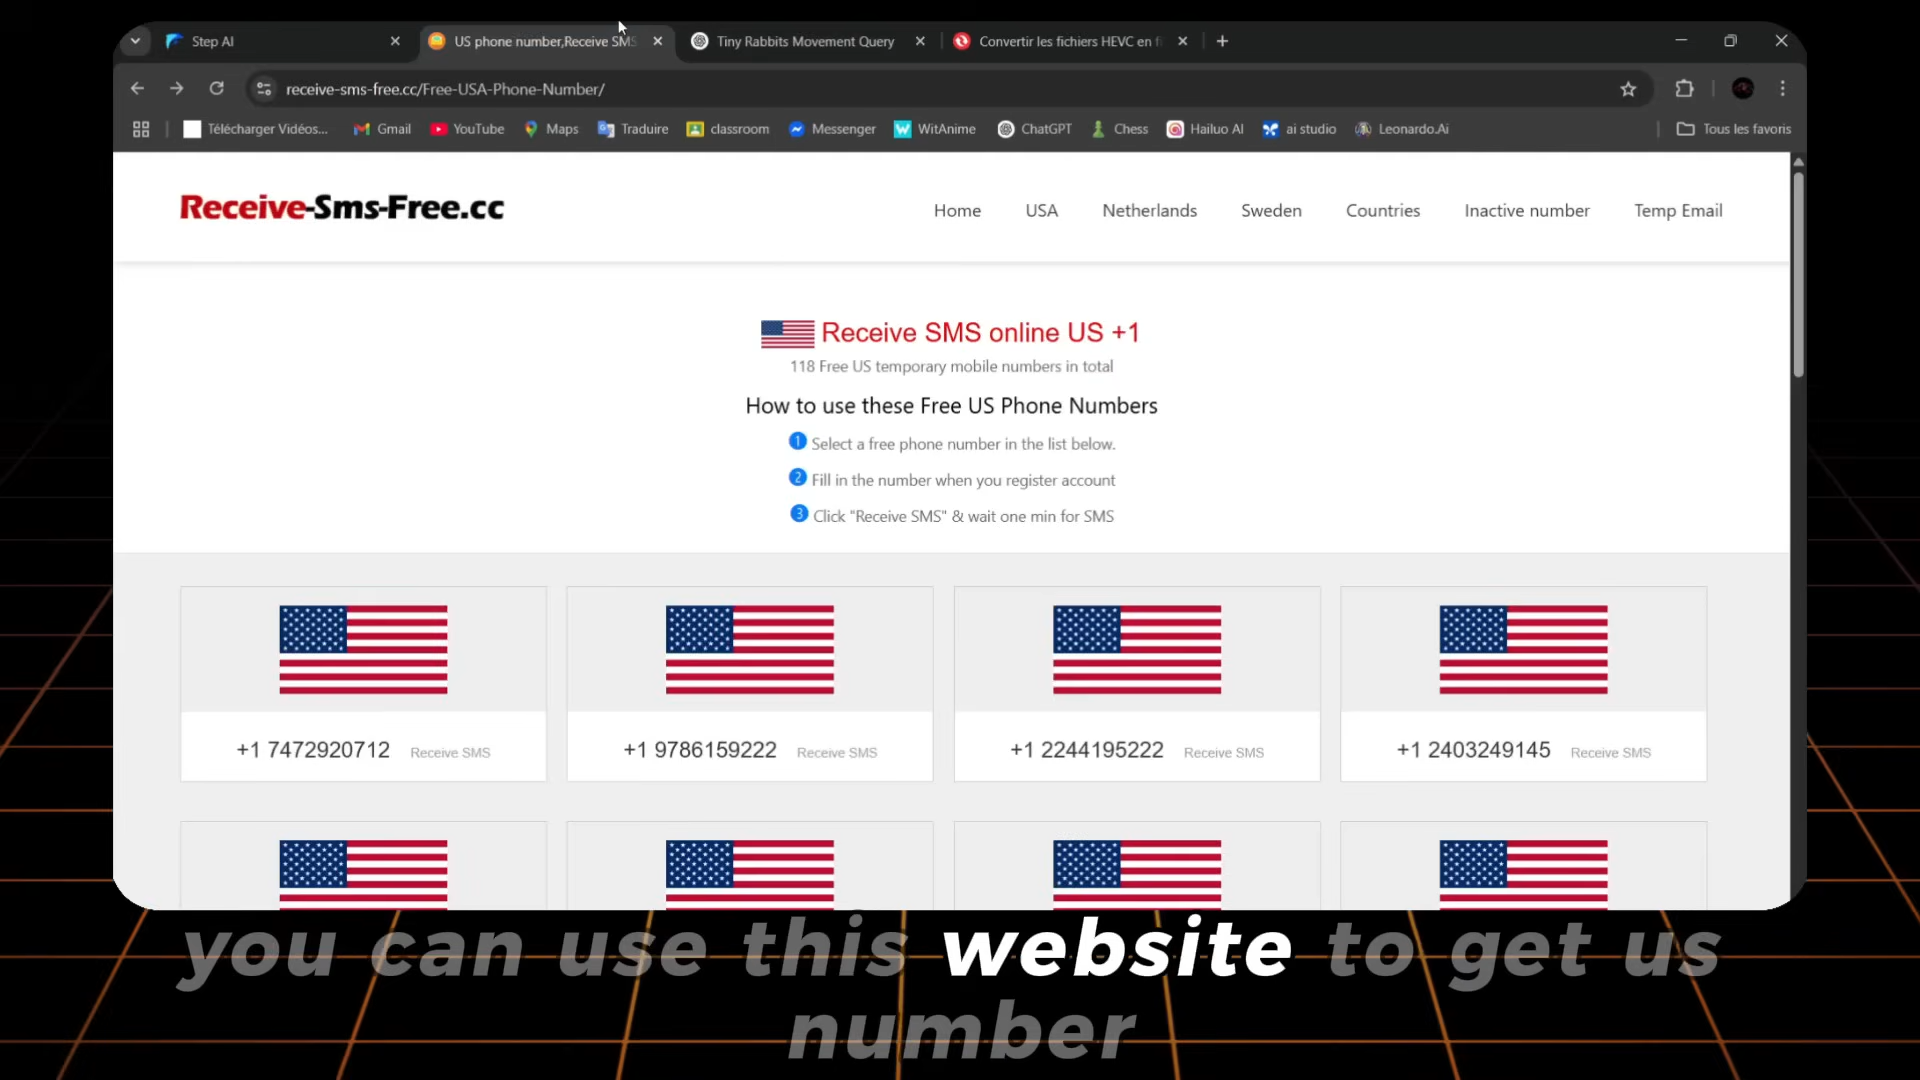 Step AI
US phone number,Receive SMS
Tiny Rabbits Movement Query
Convertir les fichiers HEVC en fi
receive-sms-free.cc/Free-USA-Phone-Number/
Télécharger Vidéos...
Gmail
YouTube
Maps
Traduire
classroom
Messenger
WitAnime
ChatGPT
Chess
Hailuo AI
ai studio
Leonardo.Ai
Tous les favoris
Receive-Sms-Free.cc
Home
USA
Netherlands
Sweden
Countries
Inactive number
Temp Email
Receive SMS online US +1
118 Free US temporary mobile numbers in total
How to use these Free US Phone Numbers
1 Select a free phone number in the list below.
2 Fill in the number when you register account
3 Click "Receive SMS" & wait one min for SMS
+1 7472920712 Receive SMS
+1 9786159222 Receive SMS
+1 2244195222 Receive SMS
+1 2403249145 Receive SMS
you can use this website to get us
number